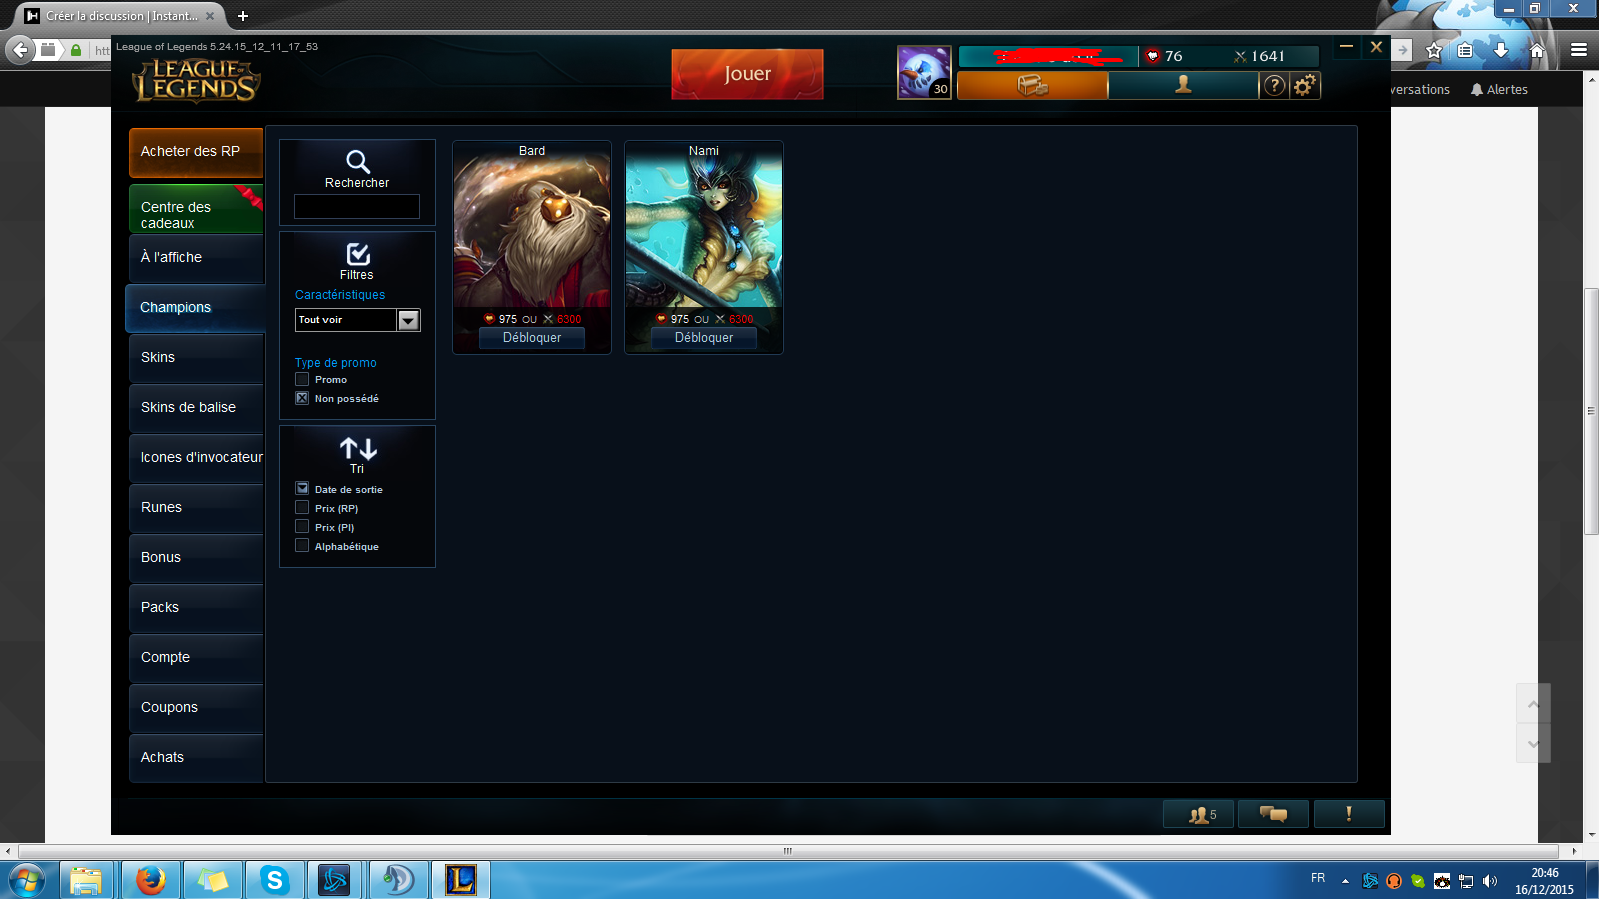 Créer la discussion | Instant...
htt
League of Legends 5.24.15_12_11_17_53
LEAGUE OF LEGENDS
Jouer
30
76
1641
versations
Alertes
Acheter des RP
Centre des
cadeaux
À l'affiche
Champions
Skins
Skins de balise
Icones d'invocateur
Runes
Bonus
Packs
Compte
Coupons
Achats
Rechercher
Filtres
Caractéristiques
Tout voir
Type de promo
Promo
Non possédé
Tri
Date de sortie
Prix (RP)
Prix (PI)
Alphabétique
Bard
975 OU 6300
Débloquer
Nami
975 OU 6300
Débloquer
5
FR
20:46
16/12/2015